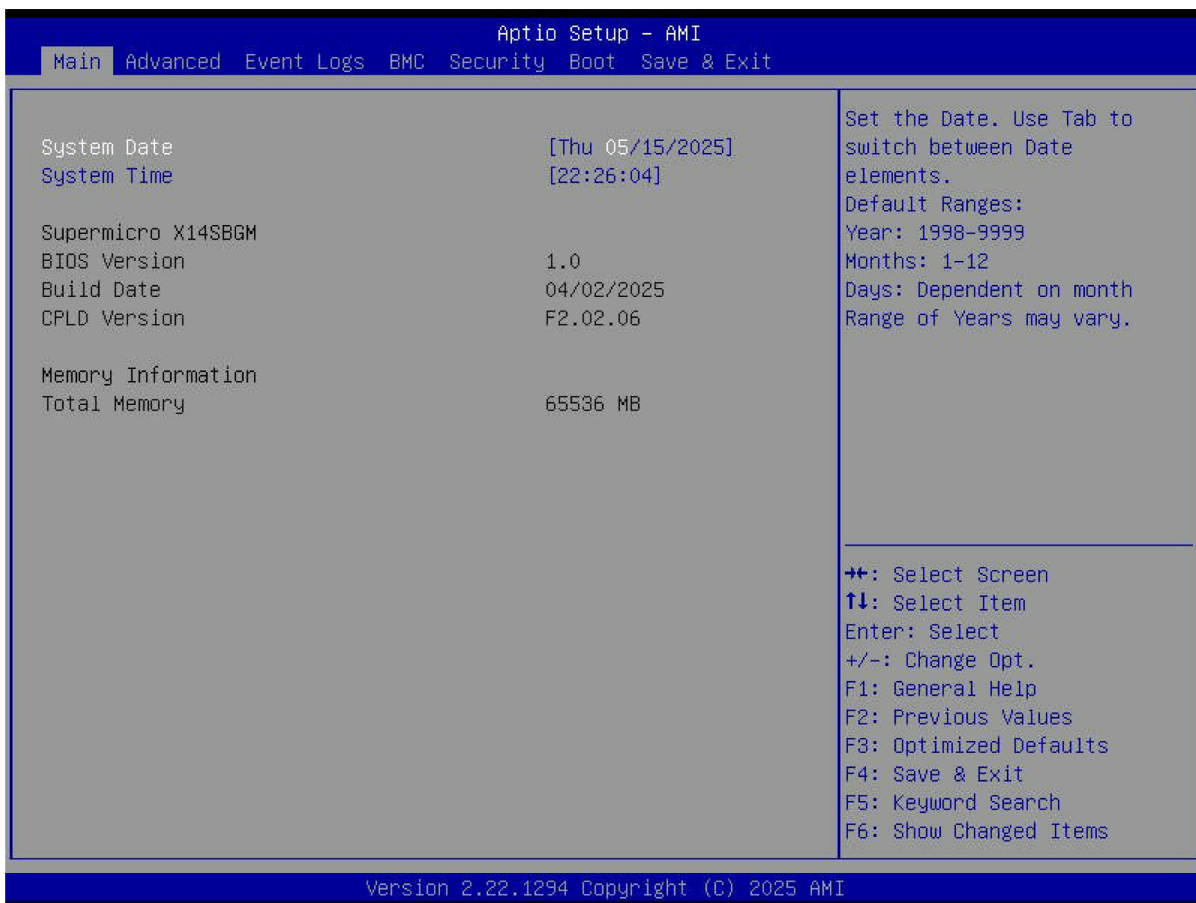 Aptio Setup – AMI
Main Advanced Event Logs BMC Security Boot Save & Exit
System Date [Thu 05/15/2025]
System Time [22:26:04]
Supermicro X14SBGM
BIOS Version 1.0
Build Date 04/02/2025
CPLD Version F2.02.06
Memory Information
Total Memory 65536 MB
Set the Date. Use Tab to
switch between Date
elements.
Default Ranges:
Year: 1998-9999
Months: 1-12
Days: Dependent on month
Range of Years may vary.
→←: Select Screen
↑↓: Select Item
Enter: Select
+/-: Change Opt.
F1: General Help
F2: Previous Values
F3: Optimized Defaults
F4: Save & Exit
F5: Keyword Search
F6: Show Changed Items
Version 2.22.1294 Copyright (C) 2025 AMI